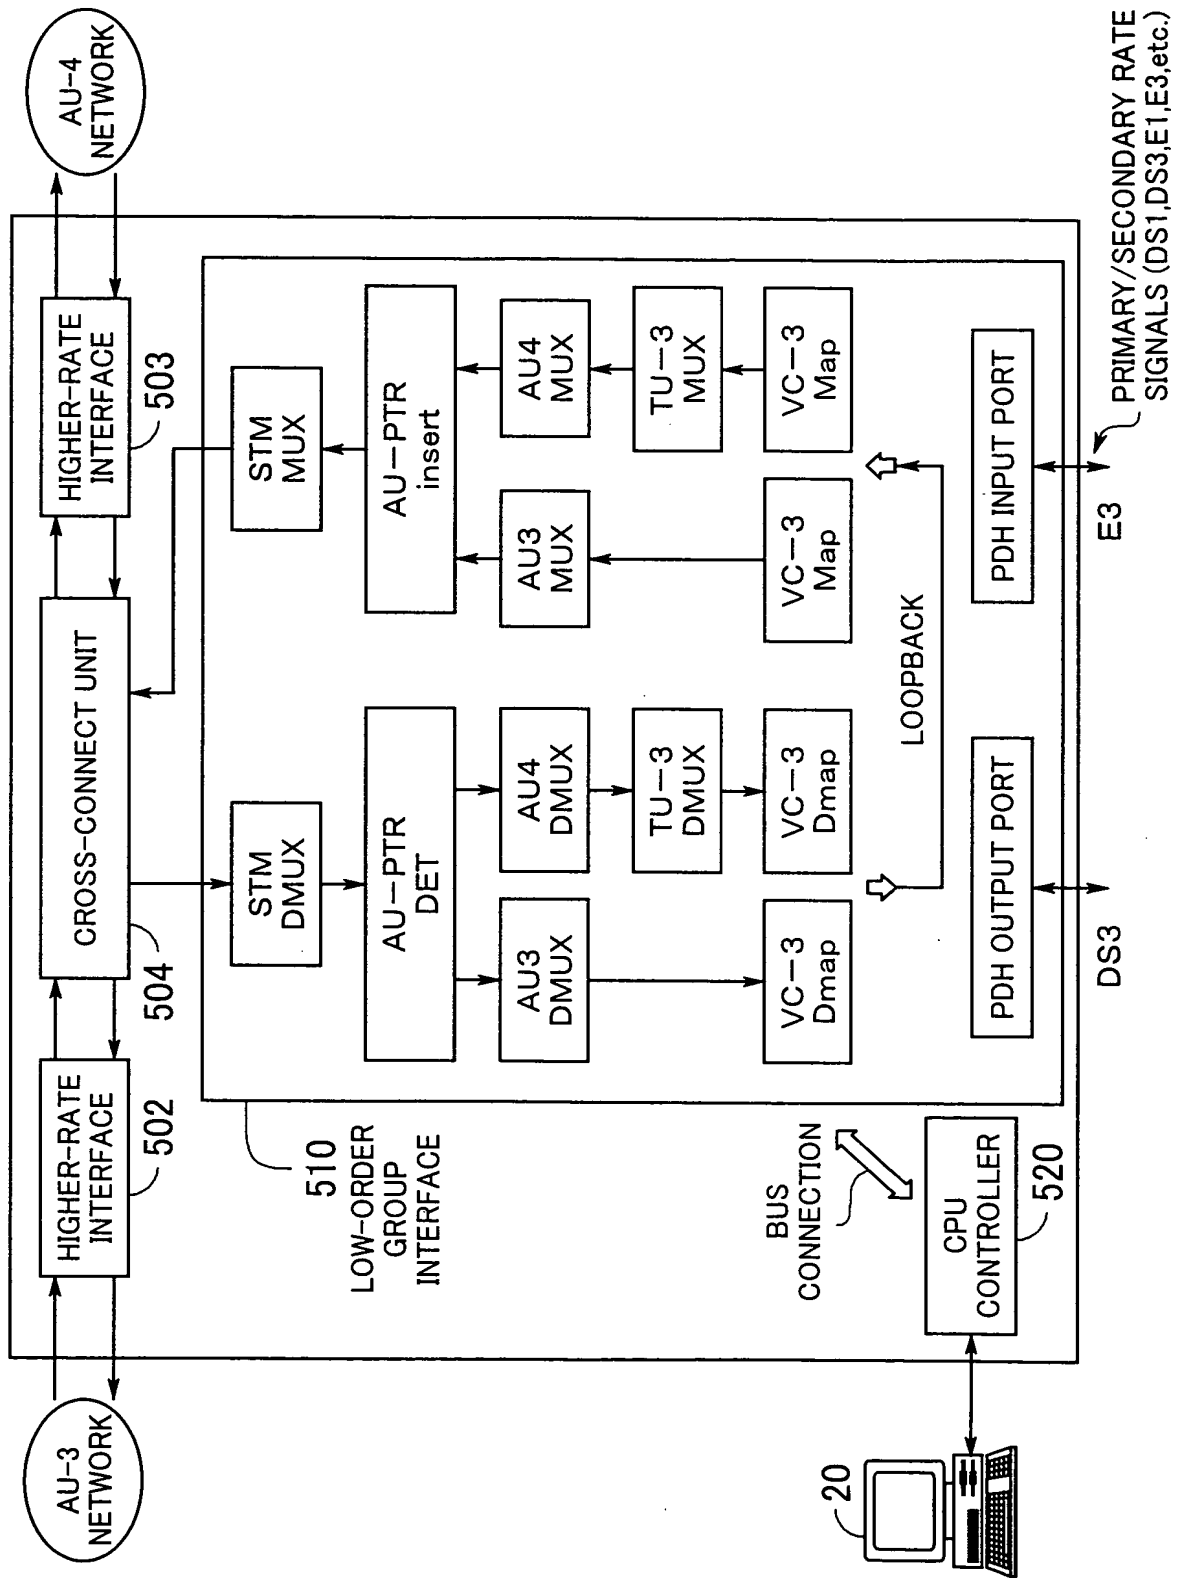 AU-3
NETWORK
HIGHER-RATE
INTERFACE
502
CROSS-CONNECT UNIT
504
HIGHER-RATE
INTERFACE
503
AU-4
NETWORK
510
LOW-ORDER
GROUP
INTERFACE
STM
DMUX
STM
MUX
AU-PTR
DET
AU-PTR
insert
AU3
DMUX
AU4
DMUX
AU3
MUX
AU4
MUX
TU-3
DMUX
TU-3
MUX
VC-3
Dmap
VC-3
Dmap
VC-3
Map
VC-3
Map
LOOPBACK
BUS
CONNECTION
PDH OUTPUT PORT
PDH INPUT PORT
20
CPU
CONTROLLER
520
DS3
E3
PRIMARY/SECONDARY RATE
SIGNALS (DS1,DS3,E1,E3,etc.)